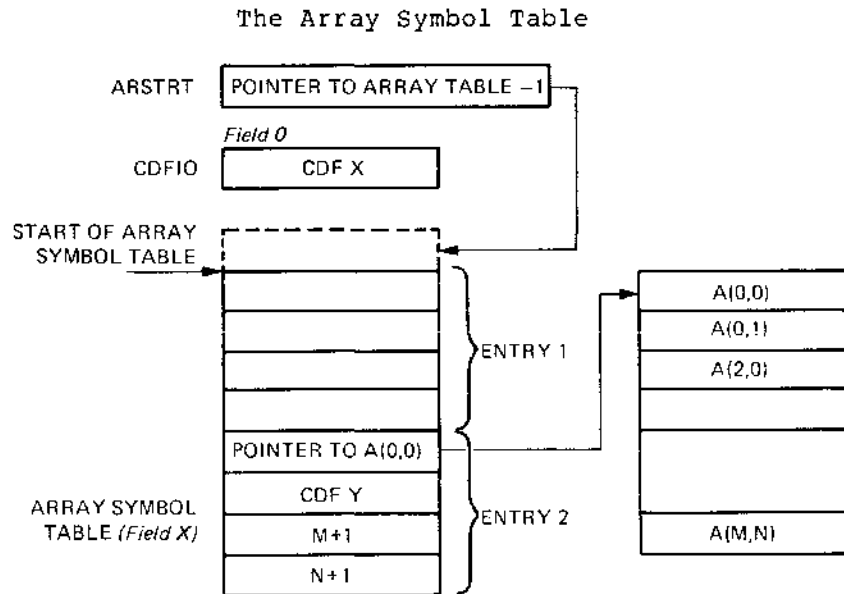 The Array Symbol Table
ARSTRT
POINTER TO ARRAY TABLE –1
Field 0
CDFIO
CDF X
START OF ARRAY
SYMBOL TABLE
ENTRY 1
POINTER TO A(0,0)
CDF Y
M+1
N+1
ENTRY 2
ARRAY SYMBOL
TABLE (Field X)
A(0,0)
A(0,1)
A(2,0)
A(M,N)